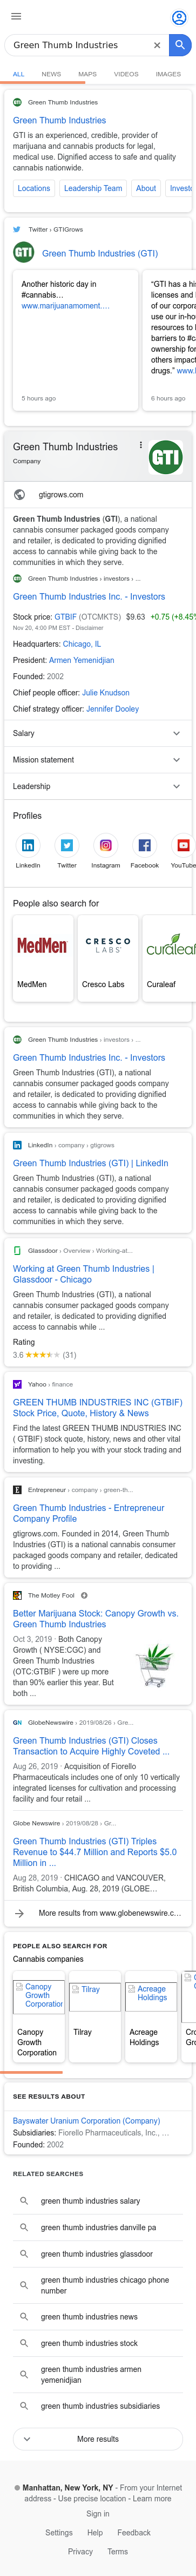 Green Thumb Industries
ALL NEWS MAPS VIDEOS IMAGES
GTI
Green Thumb Industries
Green Thumb Industries
GTI is an experienced, credible, provider of
marijuana and cannabis products for legal,
medical use. Dignified access to safe and quality
cannabis nationwide.
Locations Leadership Team About Investo
Twitter › GTIGrows
GTI
Green Thumb Industries (GTI)
Another historic day in
#cannabis…
www.marijuanamoment.…
5 hours ago
"GTI has a hi
licenses and
of our corpora
use our in-hou
resources to
barriers to #c
ownership for
others impact
drugs."
6 hours ago
Green Thumb Industries
Company
GTI
gtigrows.com
Green Thumb Industries (GTI), a national
cannabis consumer packaged goods company
and retailer, is dedicated to providing
dignified access to cannabis while giving
back to the communities in which they serve.
Green Thumb Industries › investors › ...
Green Thumb Industries Inc. - Investors
Stock price: GTBIF (OTCMKTS) $9.63 +0.75 (+8.45%
Nov 20, 4:00 PM EST - Disclaimer
Headquarters: Chicago, IL
President: Armen Yemenidjian
Founded: 2002
Chief people officer: Julie Knudson
Chief strategy officer: Jennifer Dooley
Salary
Mission statement
Leadership
Profiles
LinkedIn Twitter Instagram Facebook YouTube
People also search for
MedMen
CRESCO
LABS
curaleaf
MedMen
Cresco Labs
Curaleaf
Green Thumb Industries › investors › ...
Green Thumb Industries Inc. - Investors
Green Thumb Industries (GTI), a national
cannabis consumer packaged goods company
and retailer, is dedicated to providing dignified
access to cannabis while giving back to the
communities in which they serve.
LinkedIn › company › gtigrows
Green Thumb Industries (GTI) | LinkedIn
Green Thumb Industries (GTI), a national
cannabis consumer packaged goods company
and retailer, is dedicated to providing dignified
access to cannabis while giving back to the
communities in which they serve.
Glassdoor › Overview › Working-at...
Working at Green Thumb Industries |
Glassdoor - Chicago
Green Thumb Industries (GTI), a national
cannabis consumer packaged goods company
and retailer, is dedicated to providing dignified
access to cannabis while ...
Rating
3.6 (31)
Yahoo › finance
GREEN THUMB INDUSTRIES INC (GTBIF)
Stock Price, Quote, History & News
Find the latest GREEN THUMB INDUSTRIES INC
( GTBIF) stock quote, history, news and other vital
information to help you with your stock trading and
investing.
Entrepreneur › company › green-th...
Green Thumb Industries - Entrepreneur
Company Profile
gtigrows.com. Founded in 2014, Green Thumb
Industries (GTI) is a national cannabis consumer
packaged goods company and retailer, dedicated
to providing ...
The Motley Fool
Better Marijuana Stock: Canopy Growth vs.
Green Thumb Industries
Oct 3, 2019 · Both Canopy
Growth ( NYSE:CGC) and
Green Thumb Industries
(OTC:GTBIF ) were up more
than 90% earlier this year. But
both ...
GN GlobeNewswire › 2019/08/26 › Gre...
Green Thumb Industries (GTI) Closes
Transaction to Acquire Highly Coveted ...
Aug 26, 2019 · Acquisition of Fiorello
Pharmaceuticals includes one of only 10 vertically
integrated licenses for cultivation and processing
facility and four retail ...
Globe Newswire › 2019/08/28 › Gr...
Green Thumb Industries (GTI) Triples
Revenue to $44.7 Million and Reports $5.0
Million in ...
Aug 28, 2019 · CHICAGO and VANCOUVER,
British Columbia, Aug. 28, 2019 (GLOBE…
More results from www.globenewswire.c...
PEOPLE ALSO SEARCH FOR
Cannabis companies
Canopy
Growth
Corporation
Tilray
Acreage
Holdings
Canopy
Growth
Corporation
Tilray
Acreage
Holdings
SEE RESULTS ABOUT
Bayswater Uranium Corporation (Company)
Subsidiaries: Fiorello Pharmaceuticals, Inc., …
Founded: 2002
RELATED SEARCHES
green thumb industries salary
green thumb industries danville pa
green thumb industries glassdoor
green thumb industries chicago phone
number
green thumb industries news
green thumb industries stock
green thumb industries armen
yemenidjian
green thumb industries subsidiaries
More results
Manhattan, New York, NY - From your Internet
address - Use precise location - Learn more
Sign in
Settings Help Feedback
Privacy Terms